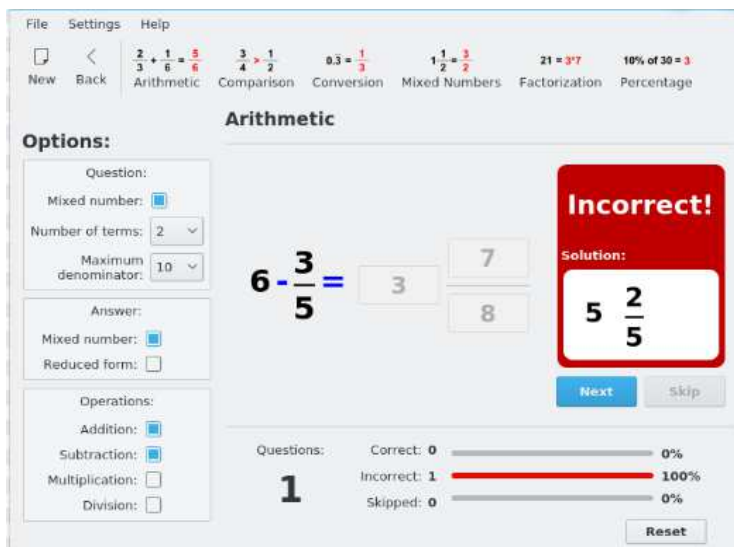 File Settings Help
New Back
2/3 + 1/6 = 5/6 Arithmetic
3/4 > 1/2 Comparison
0.3̅ = 1/3 Conversion
1 1/2 = 3/2 Mixed Numbers
21 = 3*7 Factorization
10% of 30 = 3 Percentage
Options:
Question:
Mixed number:
Number of terms: 2
Maximum
denominator: 10
Answer:
Mixed number:
Reduced form:
Operations:
Addition:
Subtraction:
Multiplication:
Division:
Arithmetic
6 - 3/5 = 3 7/8
Incorrect!
Solution:
5 2/5
Next Skip
Questions:
1
Correct: 0 0%
Incorrect: 1 100%
Skipped: 0 0%
Reset